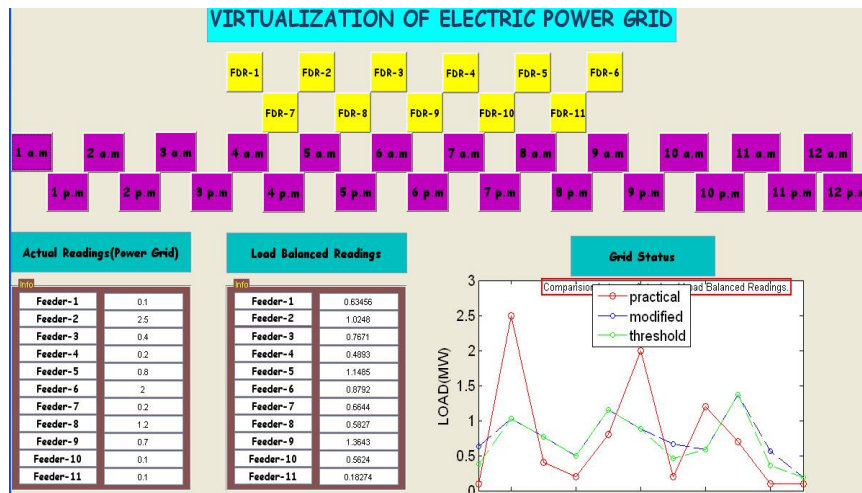 VIRTUALIZATION OF ELECTRIC POWER GRID
FDR-1 FDR-2 FDR-3 FDR-4 FDR-5 FDR-6
FDR-7 FDR-8 FDR-9 FDR-10 FDR-11
1 a.m 2 a.m 3 a.m 4 a.m 5 a.m 6 a.m 7 a.m 8 a.m 9 a.m 10 a.m 11 a.m 12 a.m
1 p.m 2 p.m 3 p.m 4 p.m 5 p.m 6 p.m 7 p.m 8 p.m 9 p.m 10 p.m 11 p.m 12 p.m
Actual Readings(Power Grid)
Info
Feeder-1 0.1
Feeder-2 2.5
Feeder-3 0.4
Feeder-4 0.2
Feeder-5 0.8
Feeder-6 2
Feeder-7 0.2
Feeder-8 1.2
Feeder-9 0.7
Feeder-10 0.1
Feeder-11 0.1
Load Balanced Readings
Info
Feeder-1 0.63456
Feeder-2 1.0248
Feeder-3 0.7671
Feeder-4 0.4893
Feeder-5 1.1485
Feeder-6 0.8792
Feeder-7 0.6644
Feeder-8 0.5827
Feeder-9 1.3643
Feeder-10 0.5624
Feeder-11 0.18274
Grid Status
Comparsion Load Balanced Readings.
practical
modified
threshold
3
2.5
2
1.5
1
0.5
0
LOAD(MW)